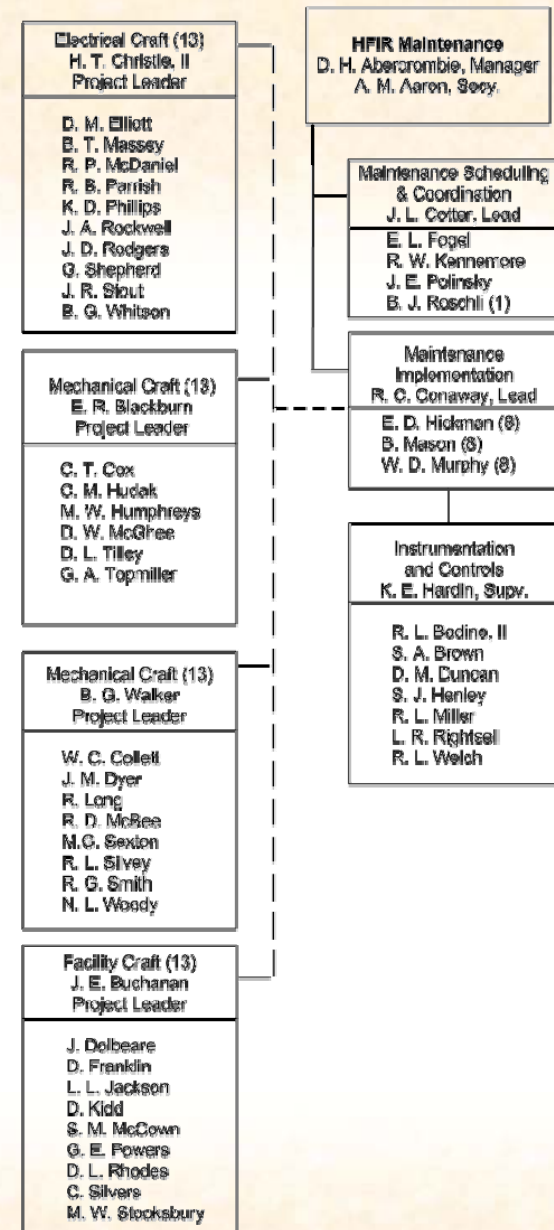 Electrical Craft (13)
H. T. Christie, II
Project Leader
D. M. Elliott
B. T. Massey
R. P. McDaniel
R. B. Parrish
K. D. Phillips
J. A. Rockwell
J. D. Rodgers
G. Shepherd
J. R. Stout
B. G. Whitson
Mechanical Craft (13)
E. R. Blackburn
Project Leader
C. T. Cox
C. M. Hudak
M. W. Humphreys
D. W. McGhee
D. L. Tilley
G. A. Topmiller
Mechanical Craft (13)
B. G. Walker
Project Leader
W. C. Collett
J. M. Dyer
R. Long
R. D. McBee
M.C. Sexton
R. L. Silvey
R. G. Smith
N. L. Woody
Facility Craft (13)
J. E. Buchanan
Project Leader
J. Dolbeare
D. Franklin
L. L. Jackson
D. Kidd
S. M. McCown
G. E. Powers
D. L. Rhodes
C. Silvers
M. W. Stooksbury
HFIR Maintenance
D. H. Abercrombie, Manager
A. M. Aaron, Secy.
Maintenance Scheduling
& Coordination
J. L. Cotter, Lead
E. L. Fogel
R. W. Kennemore
J. E. Polinsky
B. J. Roschli (1)
Maintenance
Implementation
R. C. Conaway, Lead
E. D. Hickman (8)
B. Mason (8)
W. D. Murphy (8)
Instrumentation
and Controls
K. E. Hardin, Supv.
R. L. Bodine, II
S. A. Brown
D. M. Duncan
S. J. Henley
R. L. Miller
L. R. Rightsell
R. L. Welch